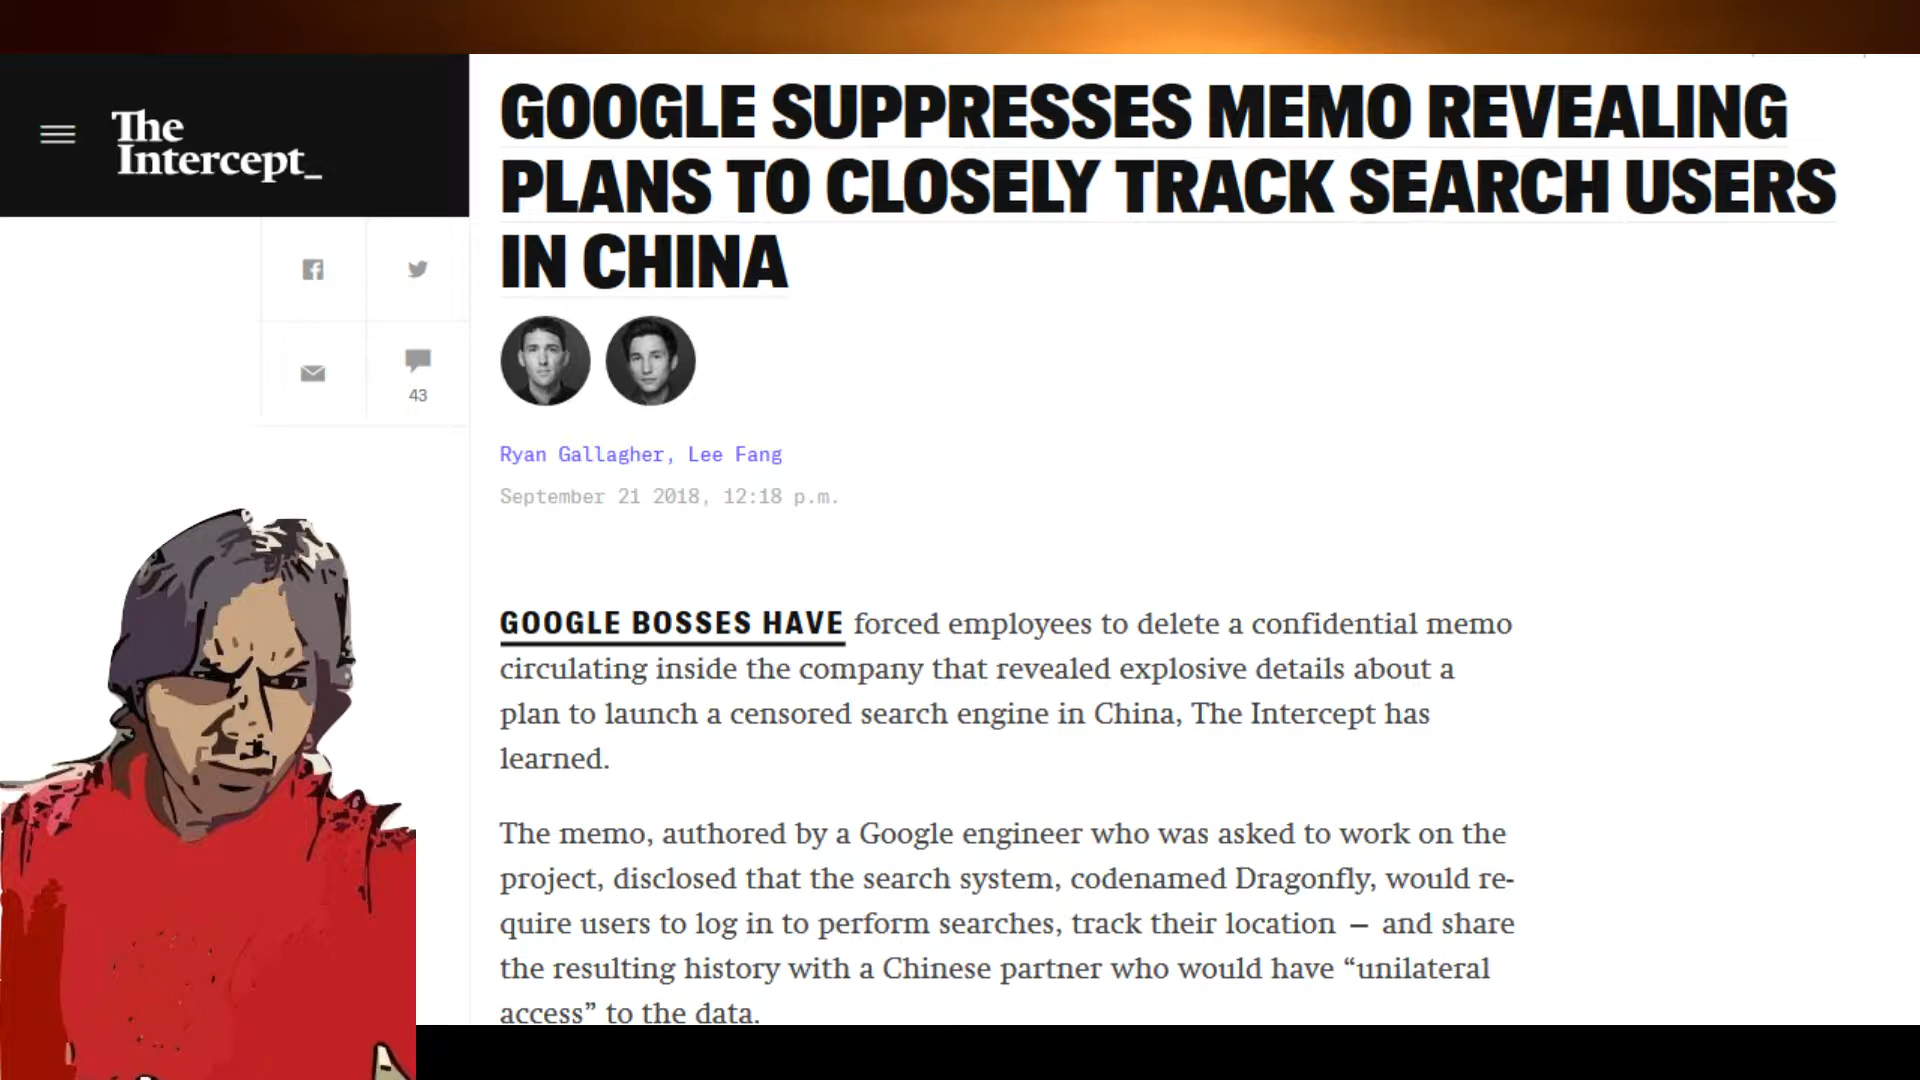 The
Intercept_
GOOGLE SUPPRESSES MEMO REVEALING
PLANS TO CLOSELY TRACK SEARCH USERS
IN CHINA
43
Ryan Gallagher, Lee Fang
September 21 2018, 12:18 p.m.
GOOGLE BOSSES HAVE forced employees to delete a confidential memo
circulating inside the company that revealed explosive details about a
plan to launch a censored search engine in China, The Intercept has
learned.
The memo, authored by a Google engineer who was asked to work on the
project, disclosed that the search system, codenamed Dragonfly, would re-
quire users to log in to perform searches, track their location — and share
the resulting history with a Chinese partner who would have “unilateral
access” to the data.